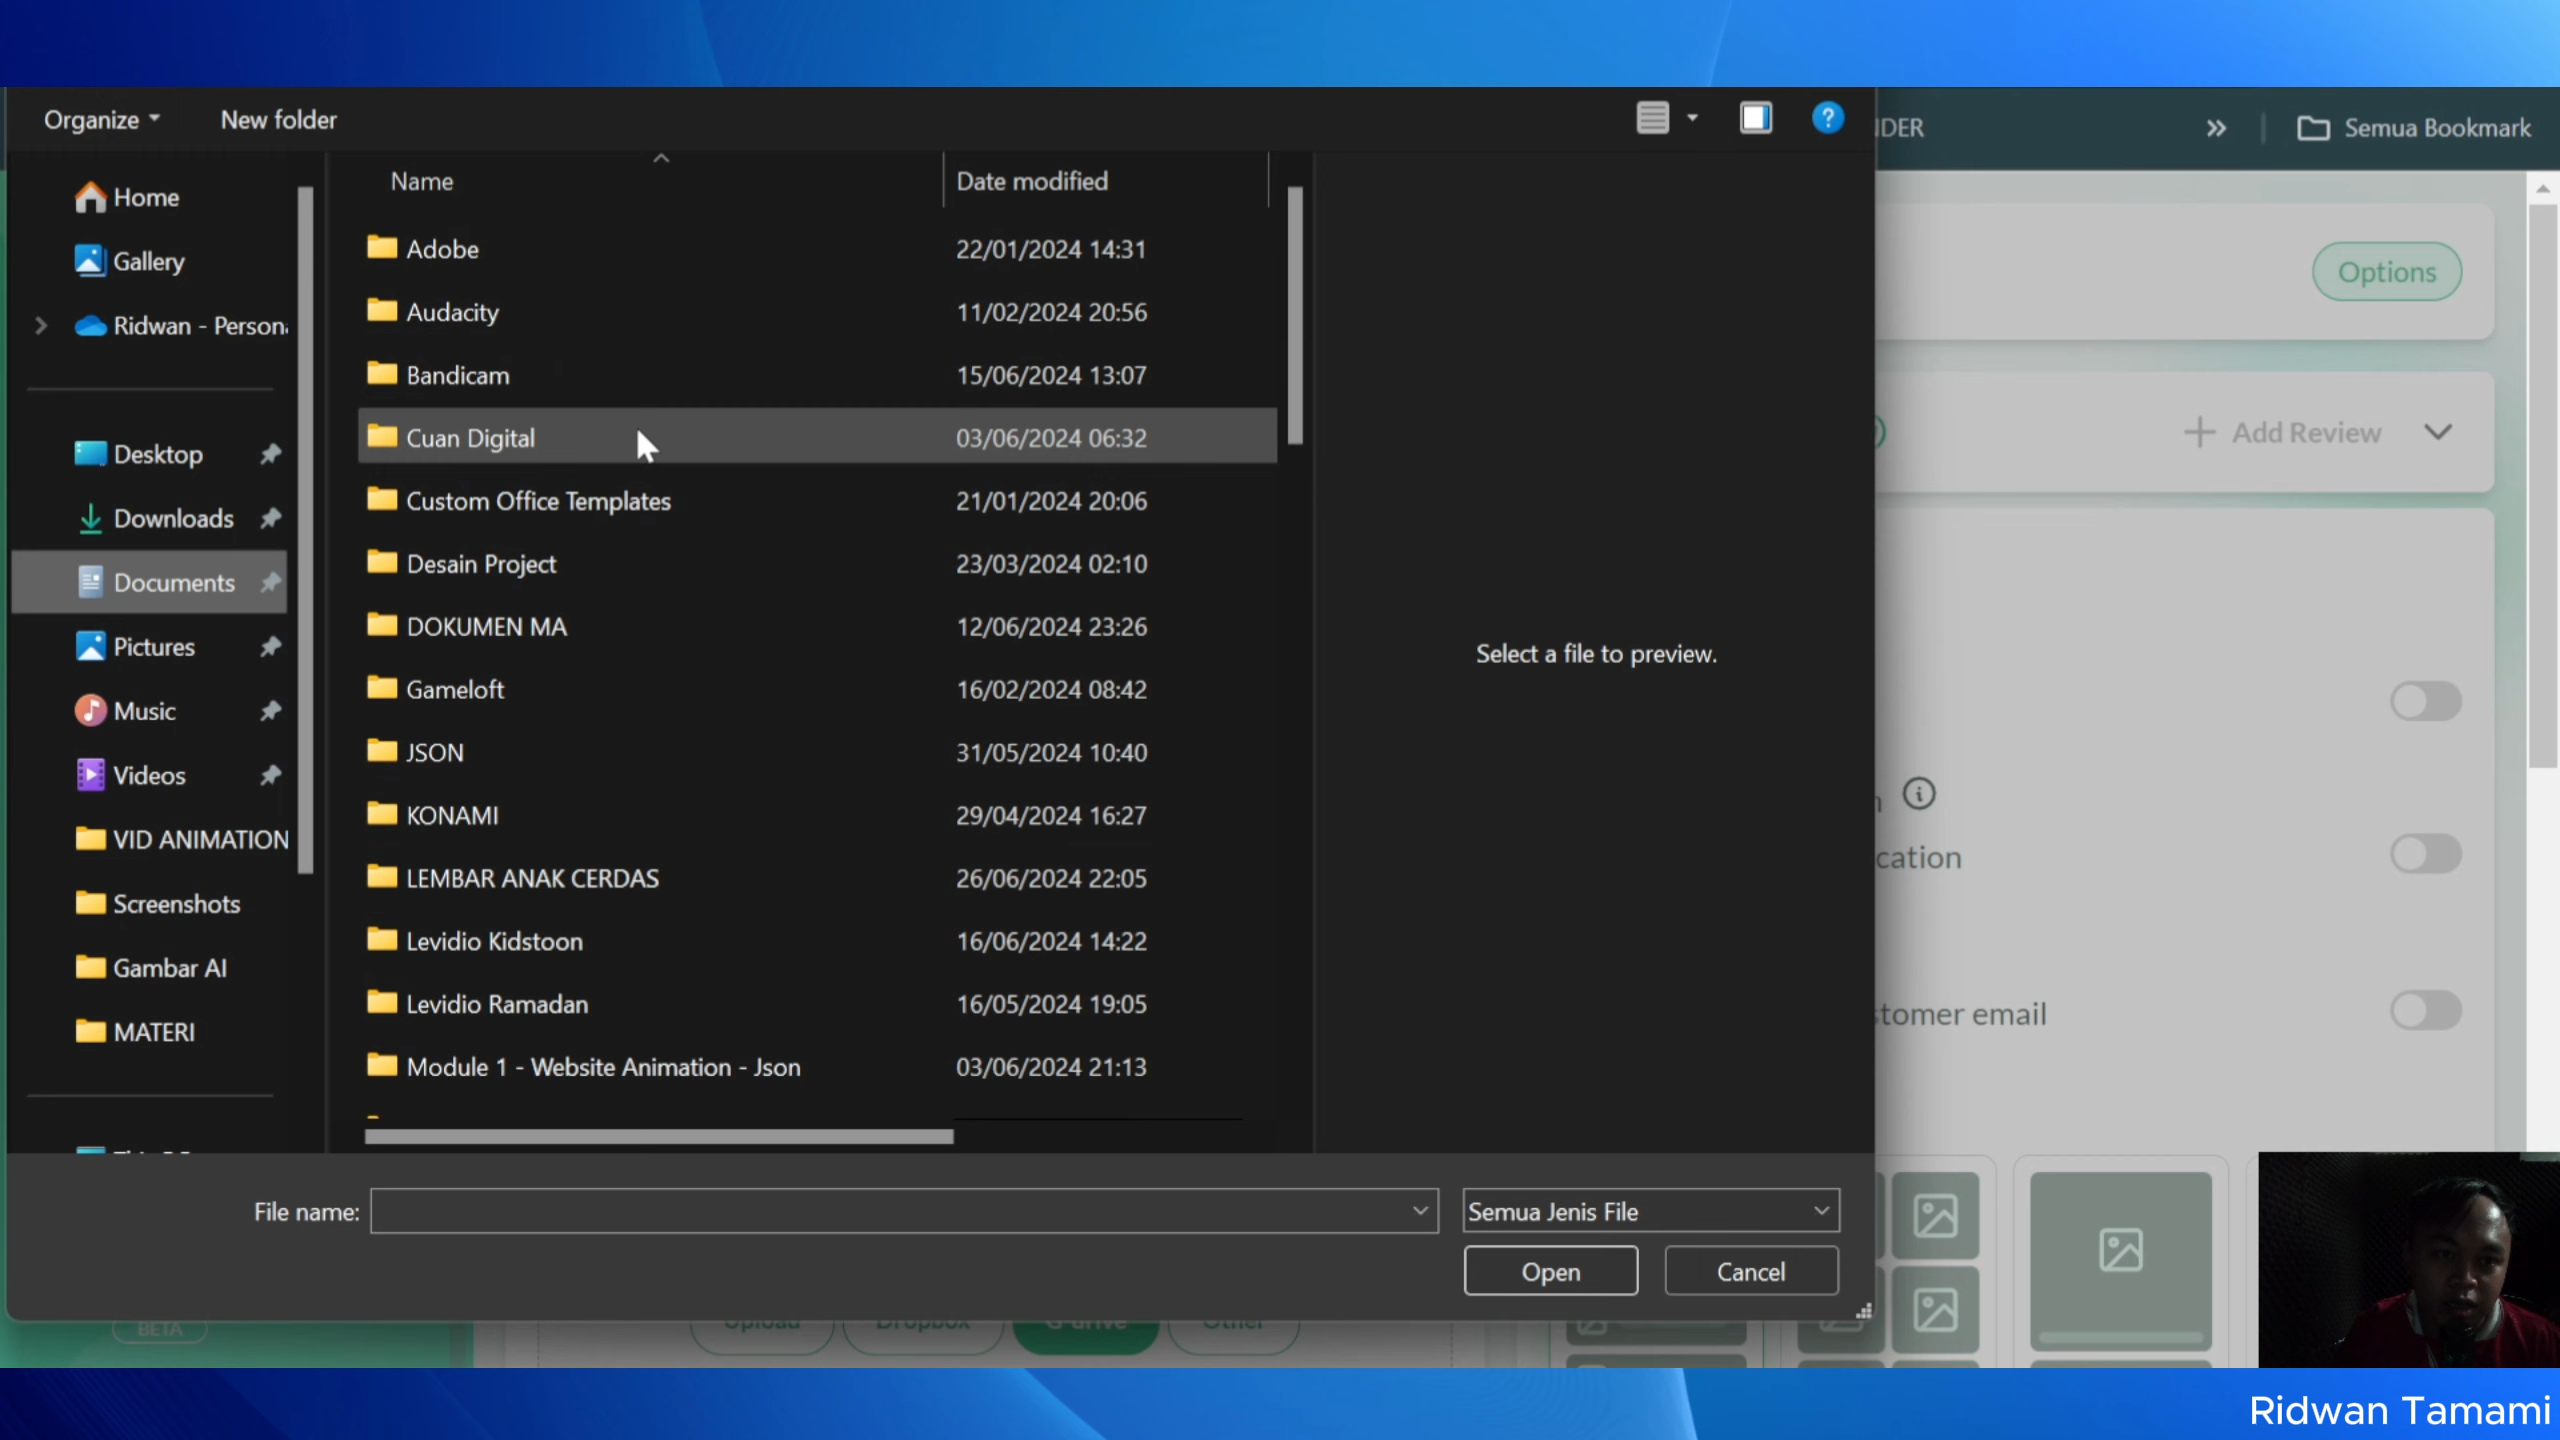 Organize
New folder
DER
Semua Bookmark
Home
Gallery
Ridwan - Persona
Desktop
Downloads
Documents
Pictures
Music
Videos
VID ANIMATION
Screenshots
Gambar AI
MATERI
Name Date modified
Adobe 22/01/2024 14:31
Audacity 11/02/2024 20:56
Bandicam 15/06/2024 13:07
Cuan Digital 03/06/2024 06:32
Custom Office Templates 21/01/2024 20:06
Desain Project 23/03/2024 02:10
DOKUMEN MA 12/06/2024 23:26
Gameloft 16/02/2024 08:42
JSON 31/05/2024 10:40
KONAMI 29/04/2024 16:27
LEMBAR ANAK CERDAS 26/06/2024 22:05
Levidio Kidstoon 16/06/2024 14:22
Levidio Ramadan 16/05/2024 19:05
Module 1 - Website Animation - Json 03/06/2024 21:13
Select a file to preview.
Options
Add Review
cation
tomer email
File name:
Semua Jenis File
Open
Cancel
BETA
Upload
Dropbox
G-drive
Other
Ridwan Tamami